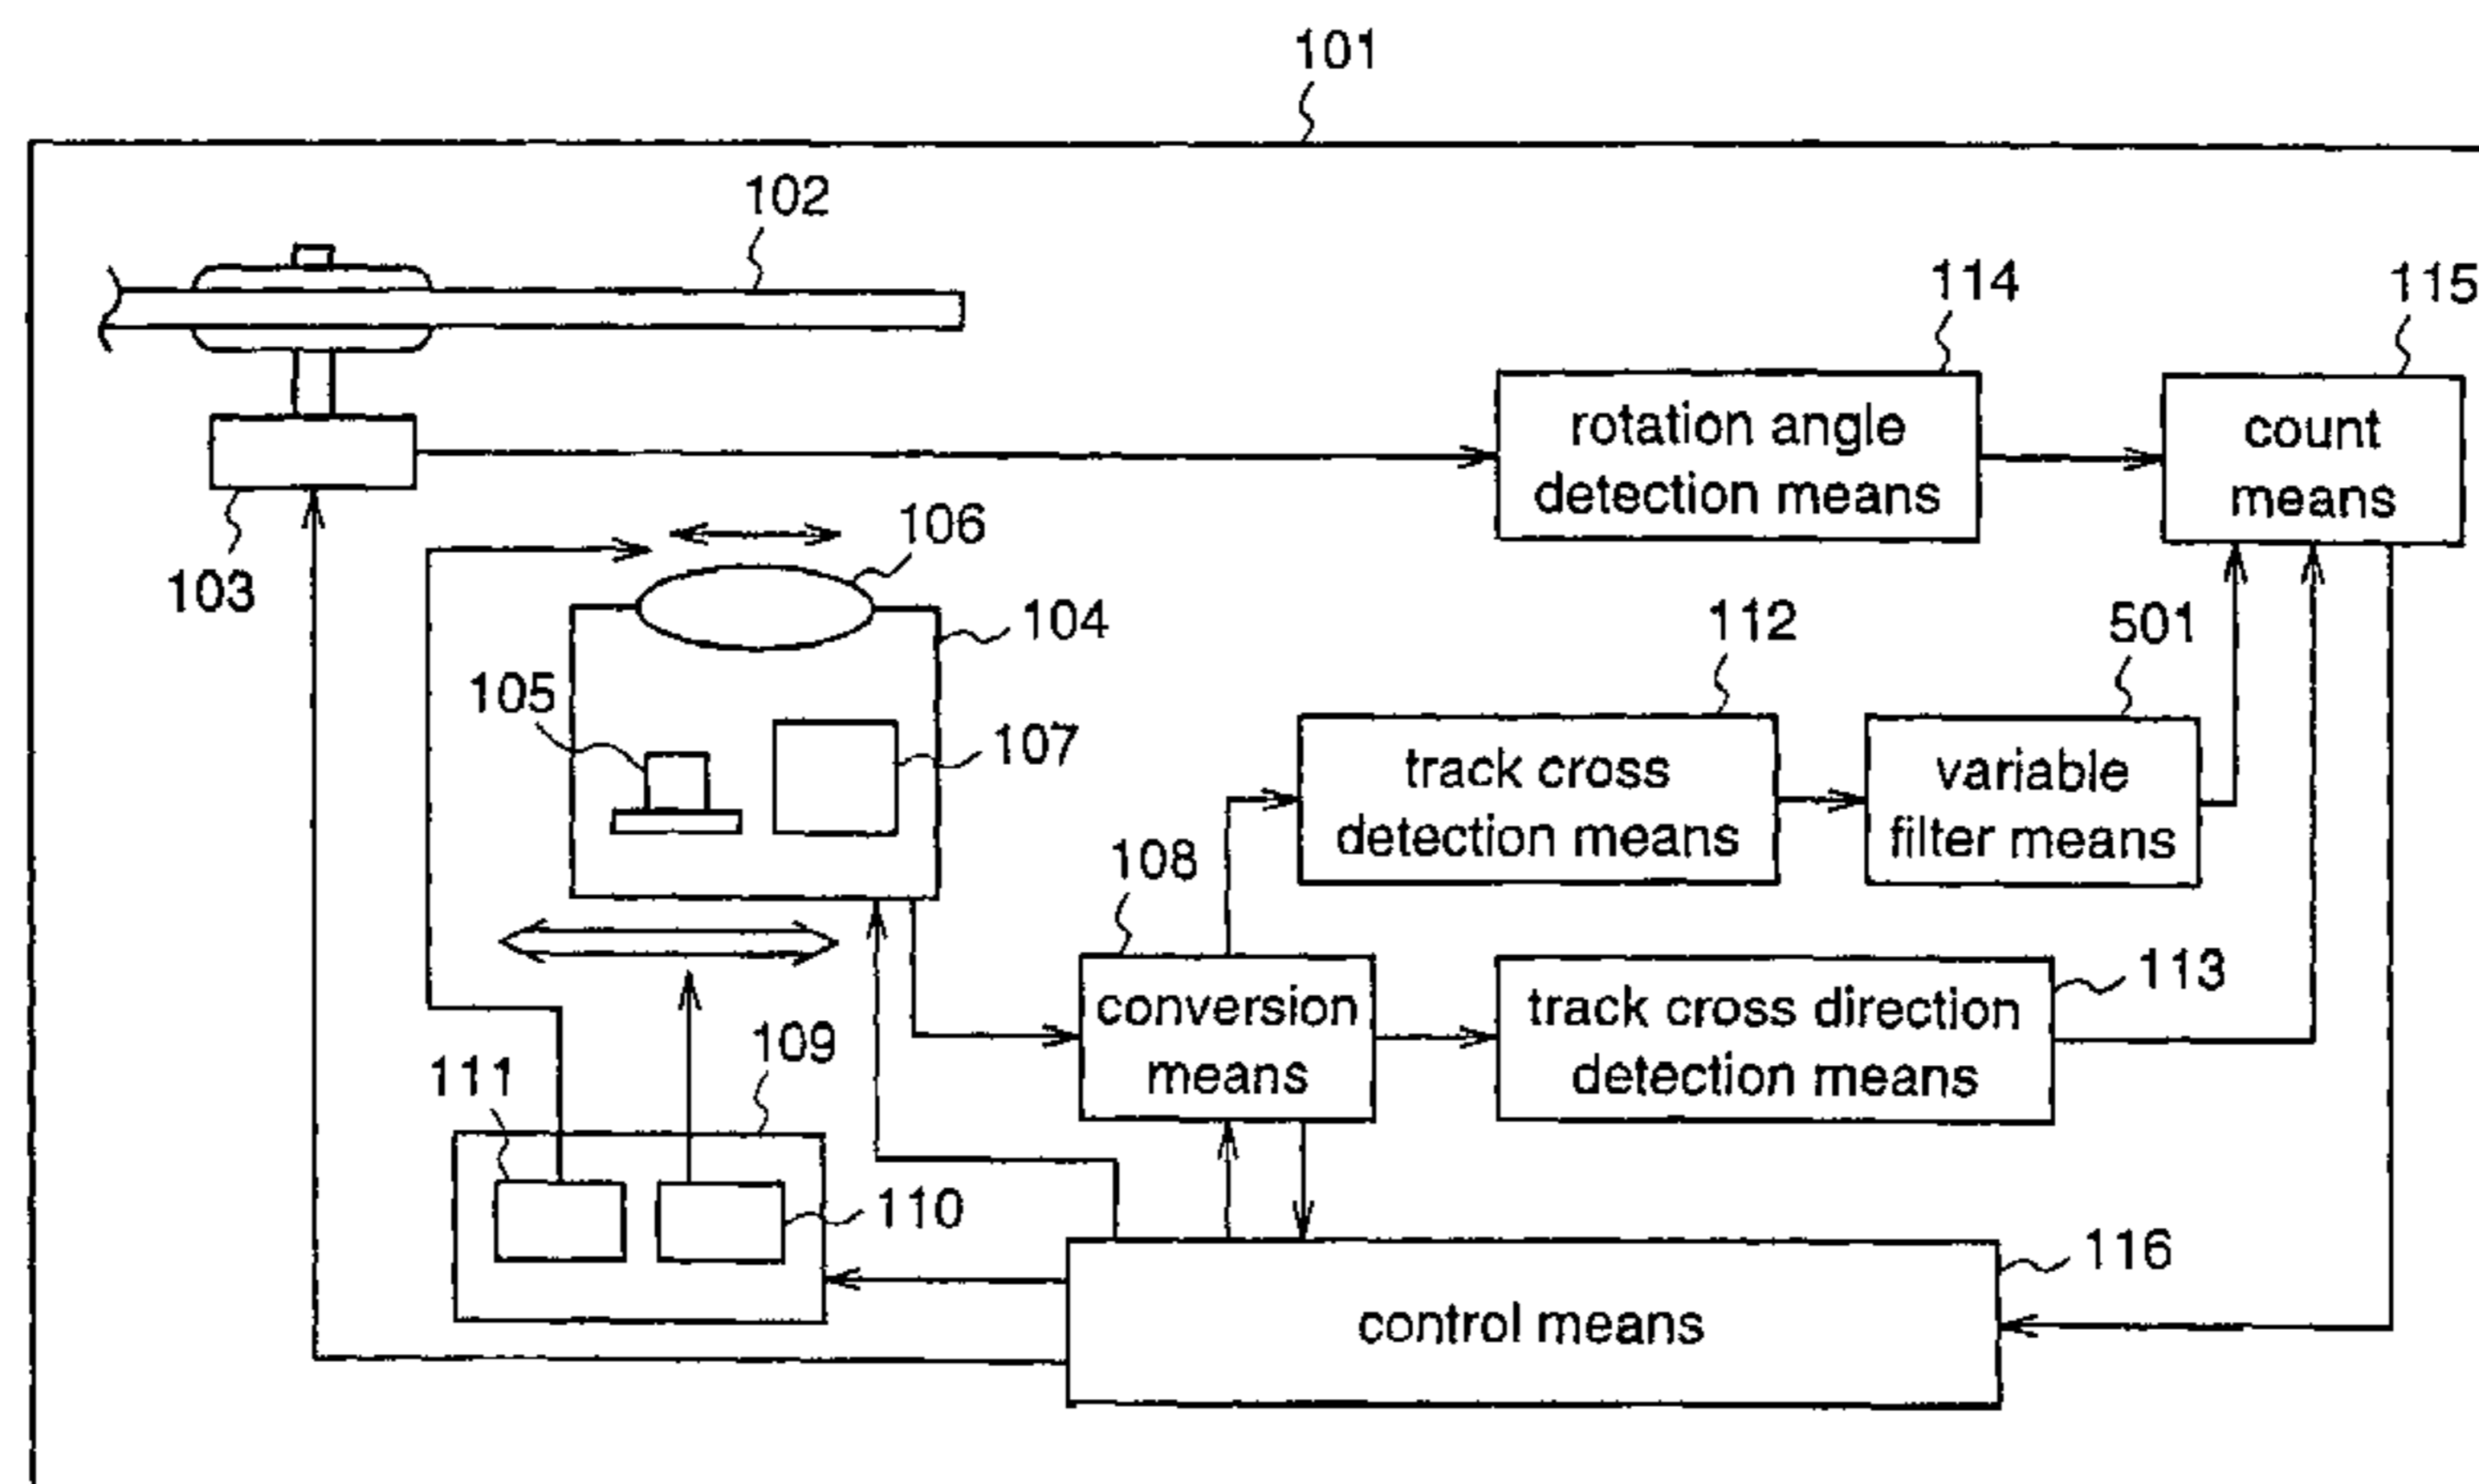 101
102
114
115
rotation angle
detection means
count
means
106
103
104
112
501
105
107
track cross
detection means
variable
filter means
108
113
conversion
means
track cross direction
detection means
109
111
110
116
control means